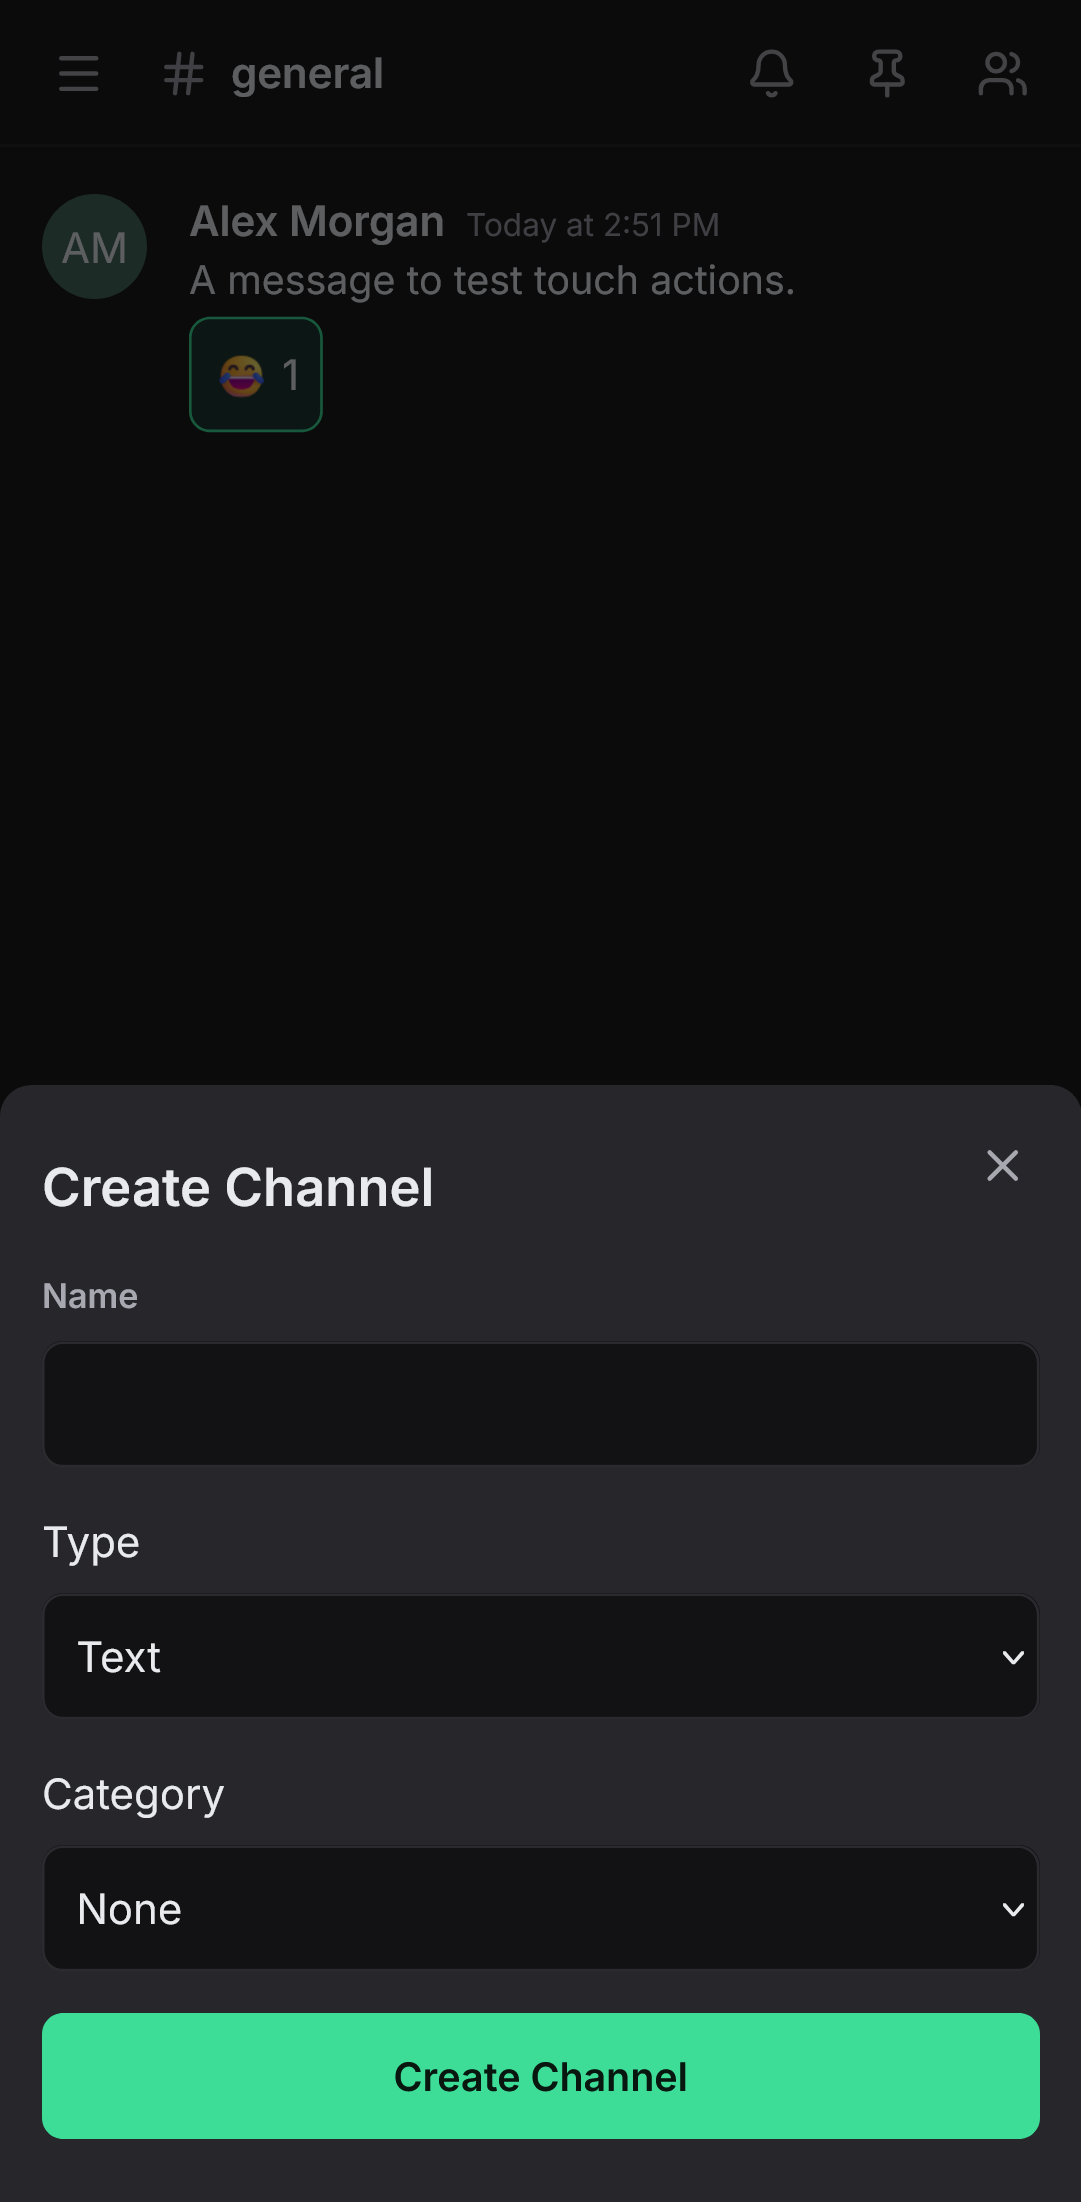 # general
AM
Alex Morgan Today at 2:51 PM
A message to test touch actions.
😂 1
Create Channel
Name
Type
Text
Category
None
Create Channel